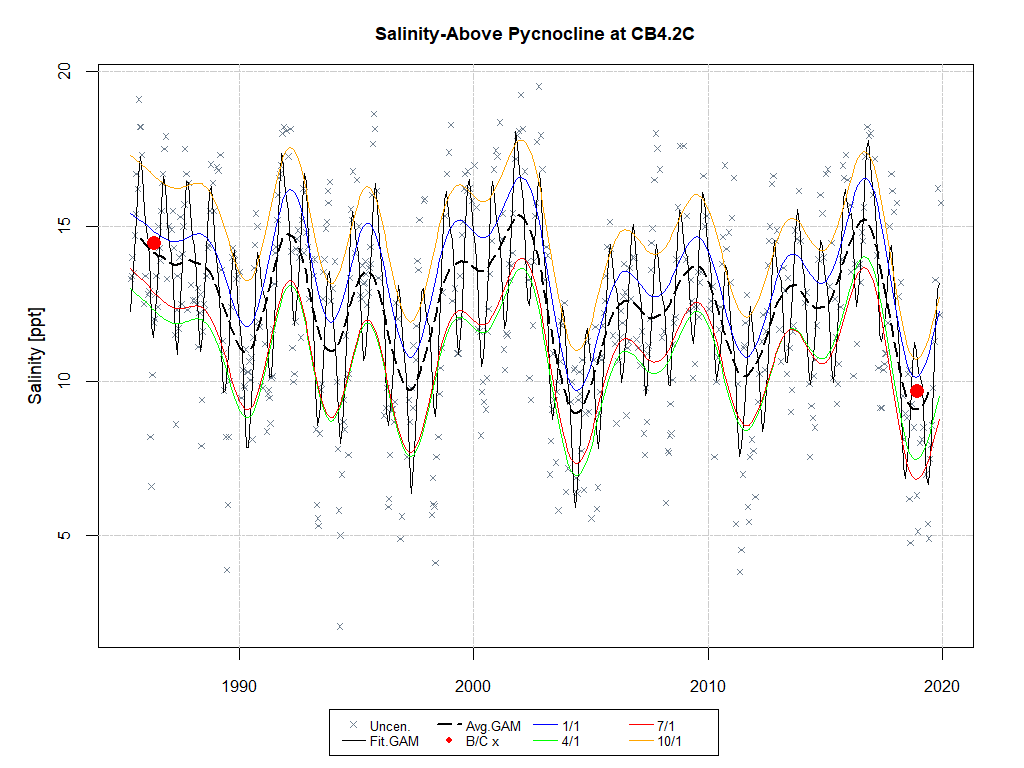 Salinity-Above Pycnocline at CB4.2C
20
15
10
5
Salinity [ppt]
1990 2000 2010 2020
Uncen. Avg.GAM 1/1 7/1
Fit.GAM B/C x 4/1 10/1